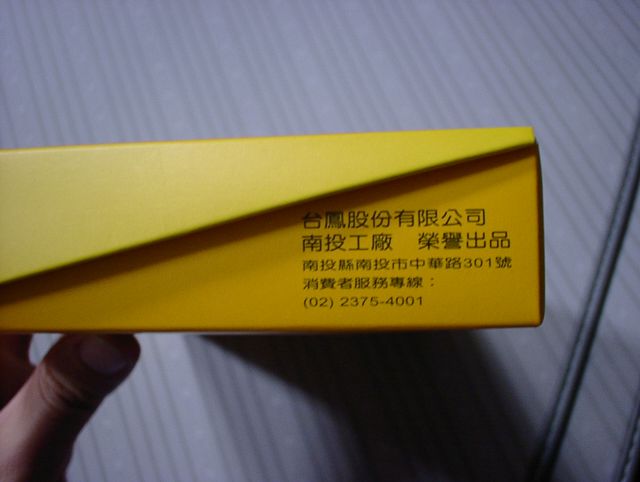 台鳳股份有限公司
南投工廠　榮譽出品
南投縣南投市中華路301號
消費者服務專線：
(02) 2375-4001